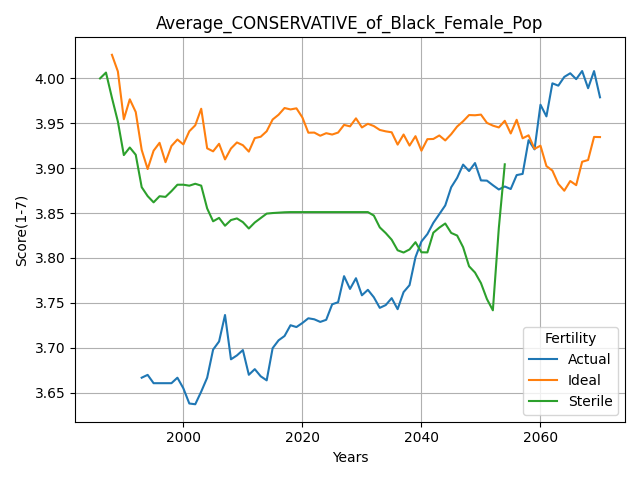 Average_CONSERVATIVE_of_Black_Female_Pop
Score(1-7)
4.00
3.95
3.90
3.85
3.80
3.75
3.70
3.65
2000
2020
2040
2060
Years
Fertility
Actual
Ideal
Sterile